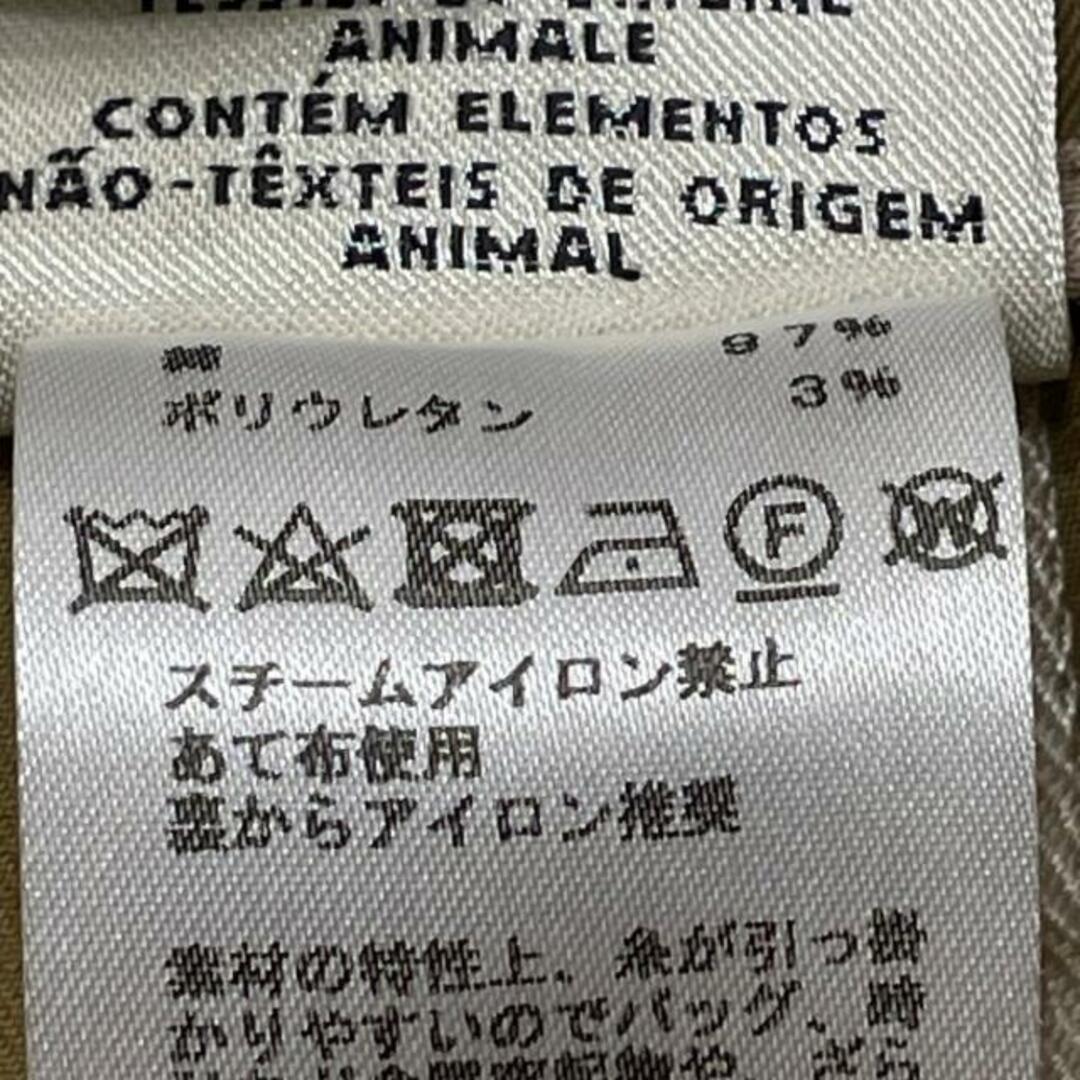 ANIMALE
CONTÉM ELEMENTOS
NÃO-TÊXTEIS DE ORIGEM
ANIMAL
綿 97%
ポリウレタン 3%
F
W
スチームアイロン禁止
あて布使用
裏からアイロン推奨
素材の特性上、糸が引っ掛
かりやすいのでバッグ、時